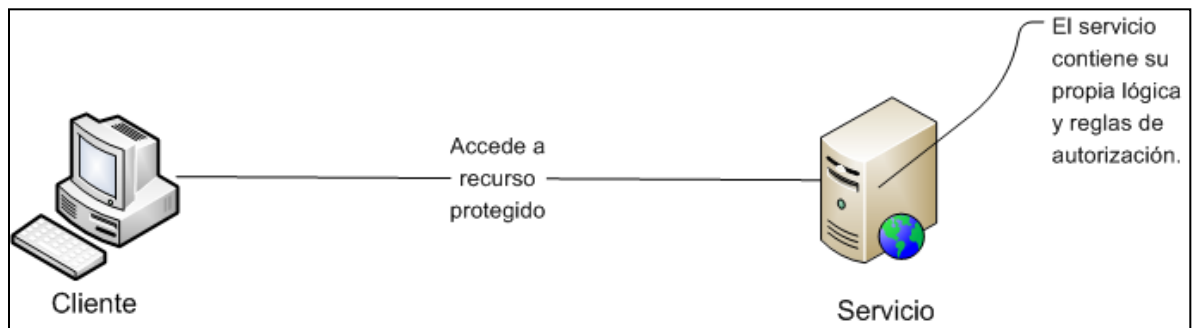 El servicio
contiene su
propia lógica
y reglas de
autorización.
Accede a
recurso
protegido
Cliente
Servicio